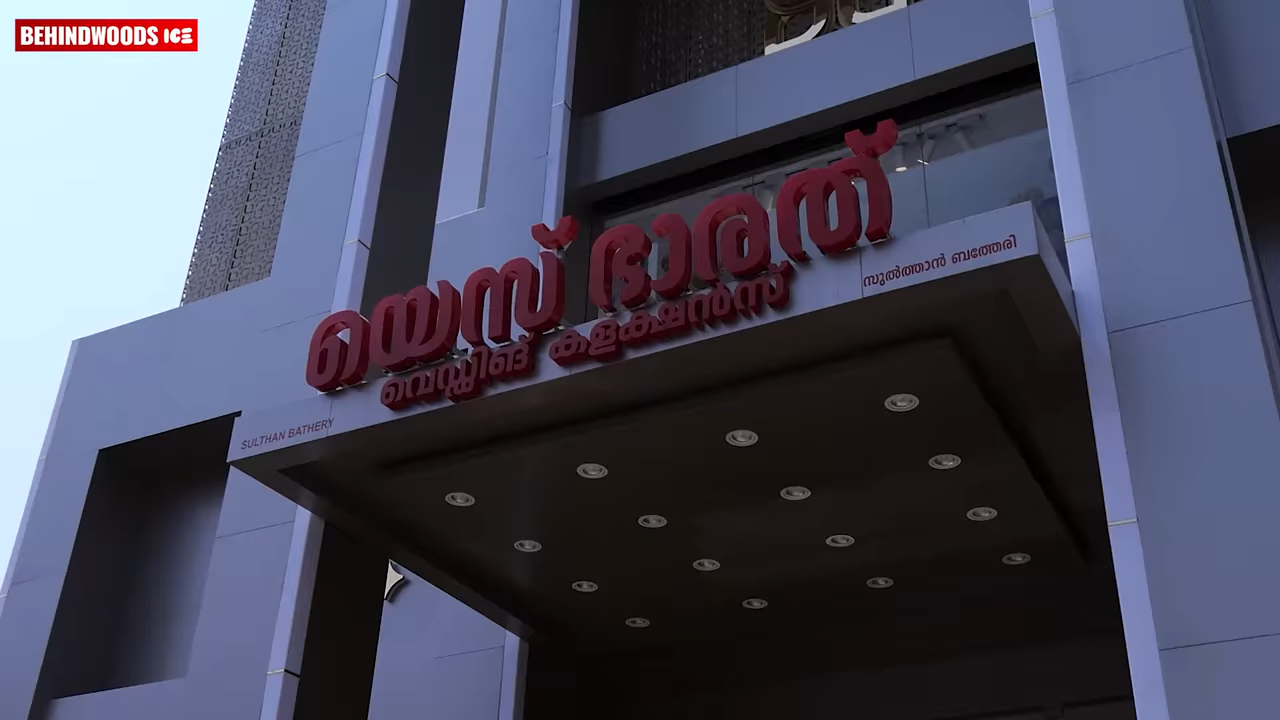 BEHINDWOODS ICE
യെസ് ഭാരത്
വെഡ്ഡിങ് കളക്ഷൻസ്
സുൽത്താൻ ബത്തേരി
SULTHAN BATHERY